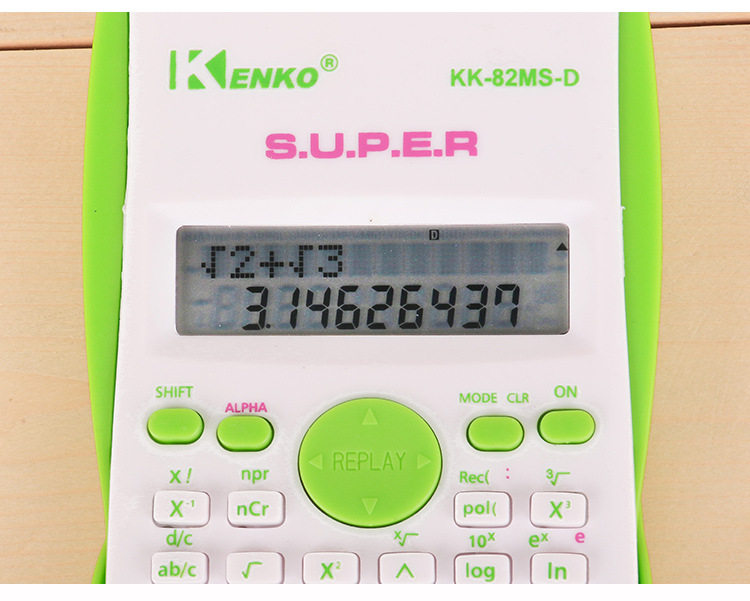 KENKO®
KK-82MS-D
S.U.P.E.R
D
√2+√3
3.14626437
SHIFT
ALPHA
MODE CLR
ON
REPLAY
X! npr Rec( : ³√
X⁻¹ nCr pol( X³
d/c ˣ√ 10ˣ eˣ e
ab/c √ X² ^ log ln